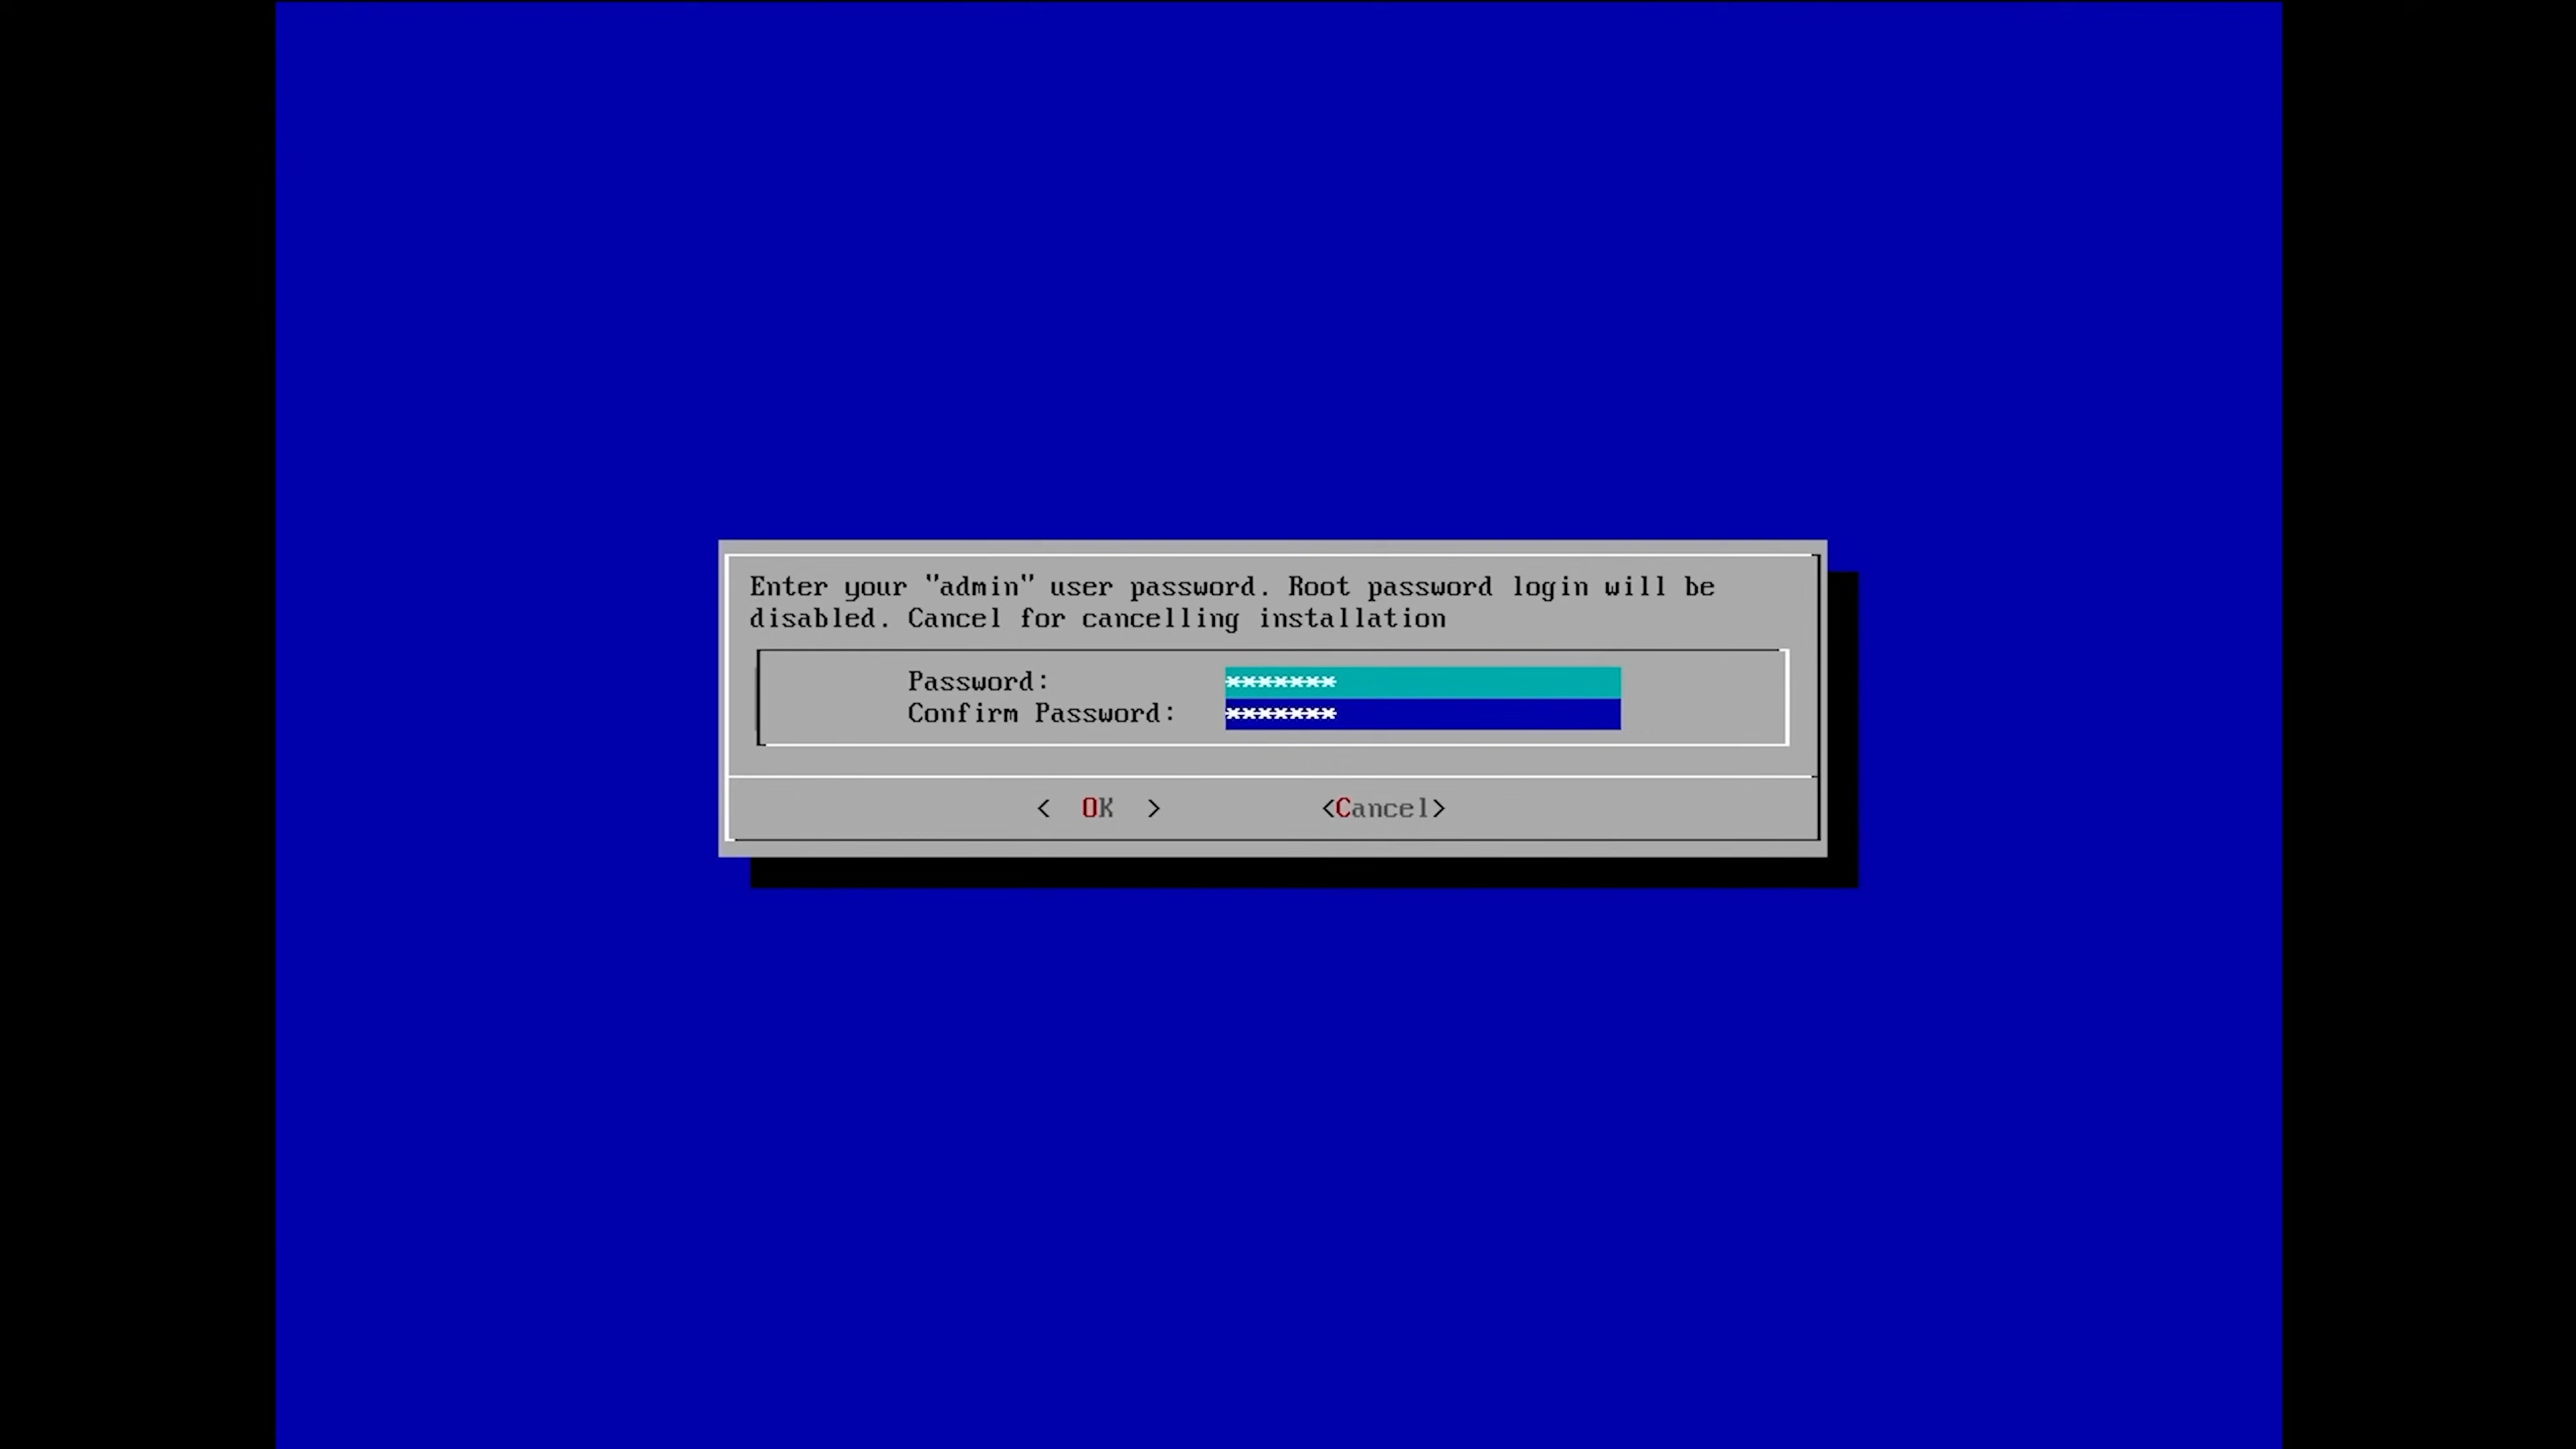 Enter your "admin" user password. Root password login will be
disabled. Cancel for cancelling installation
Password: *******
Confirm Password: *******
< OK > <Cancel>